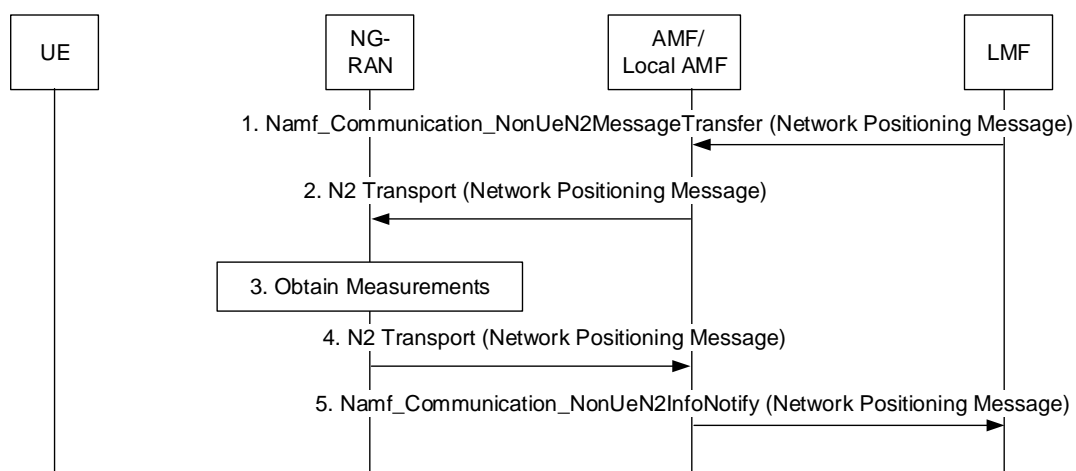 UE
NG-
RAN
AMF/
Local AMF
LMF
1. Namf_Communication_NonUeN2MessageTransfer (Network Positioning Message)
2. N2 Transport (Network Positioning Message)
3. Obtain Measurements
4. N2 Transport (Network Positioning Message)
5. Namf_Communication_NonUeN2InfoNotify (Network Positioning Message)